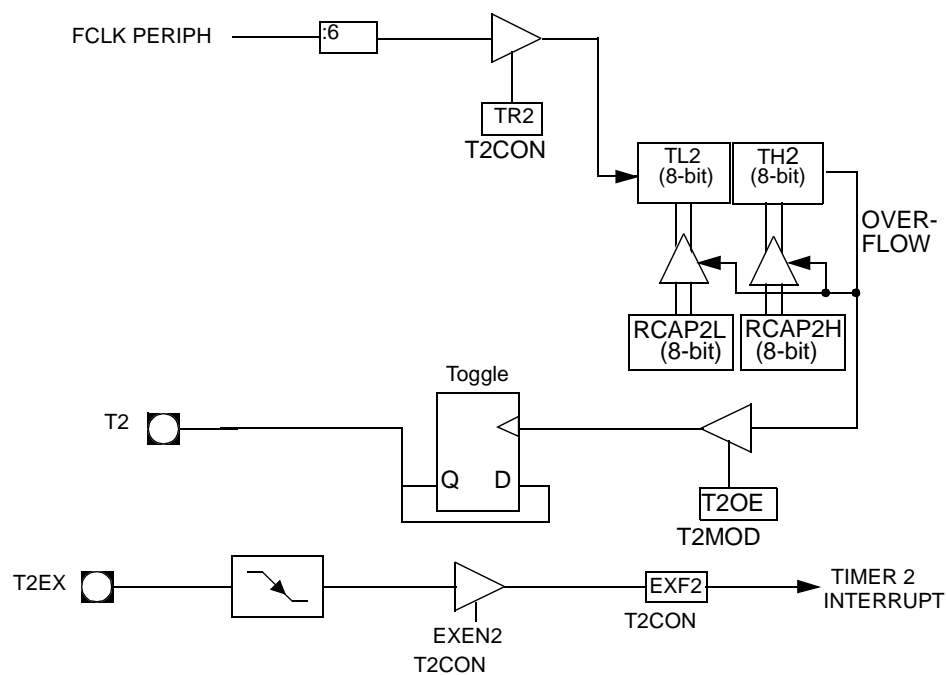 FCLK PERIPH
:6
TR2
T2CON
TL2
(8-bit)
TH2
(8-bit)
OVER-
FLOW
RCAP2L
(8-bit)
RCAP2H
(8-bit)
Toggle
T2
Q
D
T2OE
T2MOD
T2EX
EXEN2
T2CON
EXF2
T2CON
TIMER 2
INTERRUPT